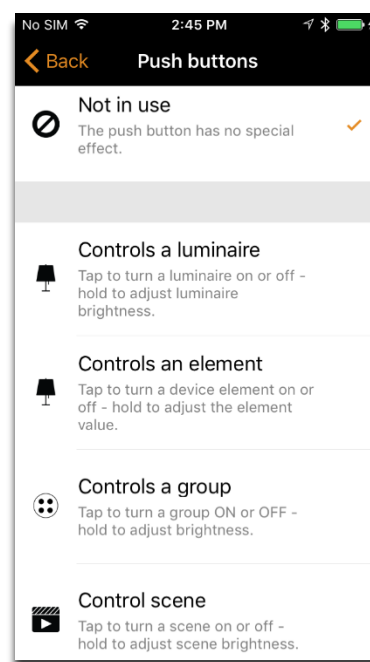 No SIM 2:45 PM
Back Push buttons
Not in use
The push button has no special
effect.
Controls a luminaire
Tap to turn a luminaire on or off -
hold to adjust luminaire
brightness.
Controls an element
Tap to turn a device element on or
off - hold to adjust the element
value.
Controls a group
Tap to turn a group ON or OFF -
hold to adjust brightness.
Control scene
Tap to turn a scene on or off -
hold to adjust scene brightness.